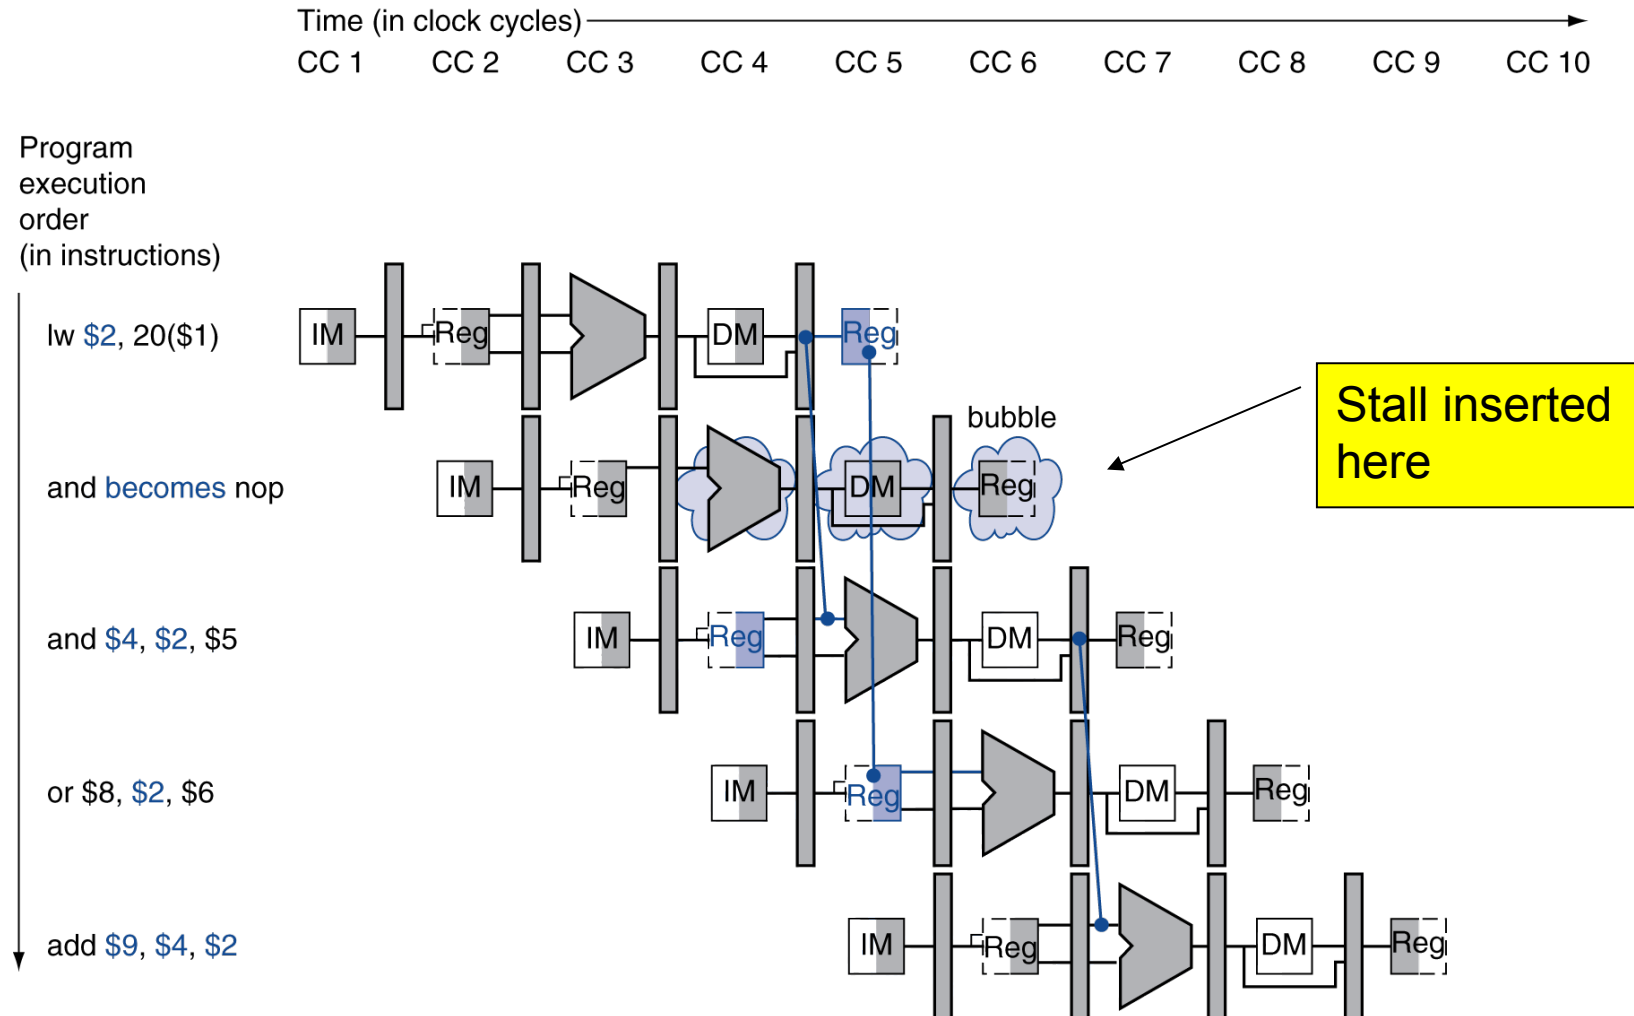 Time (in clock cycles)
CC 1 CC 2 CC 3 CC 4 CC 5 CC 6 CC 7 CC 8 CC 9 CC 10
Program
execution
order
(in instructions)
lw $2, 20($1)
IM Reg DM Reg
bubble
Stall inserted
here
and becomes nop
IM Reg DM Reg
and $4, $2, $5
IM Reg DM Reg
or $8, $2, $6
IM Reg DM Reg
add $9, $4, $2
IM Reg DM Reg